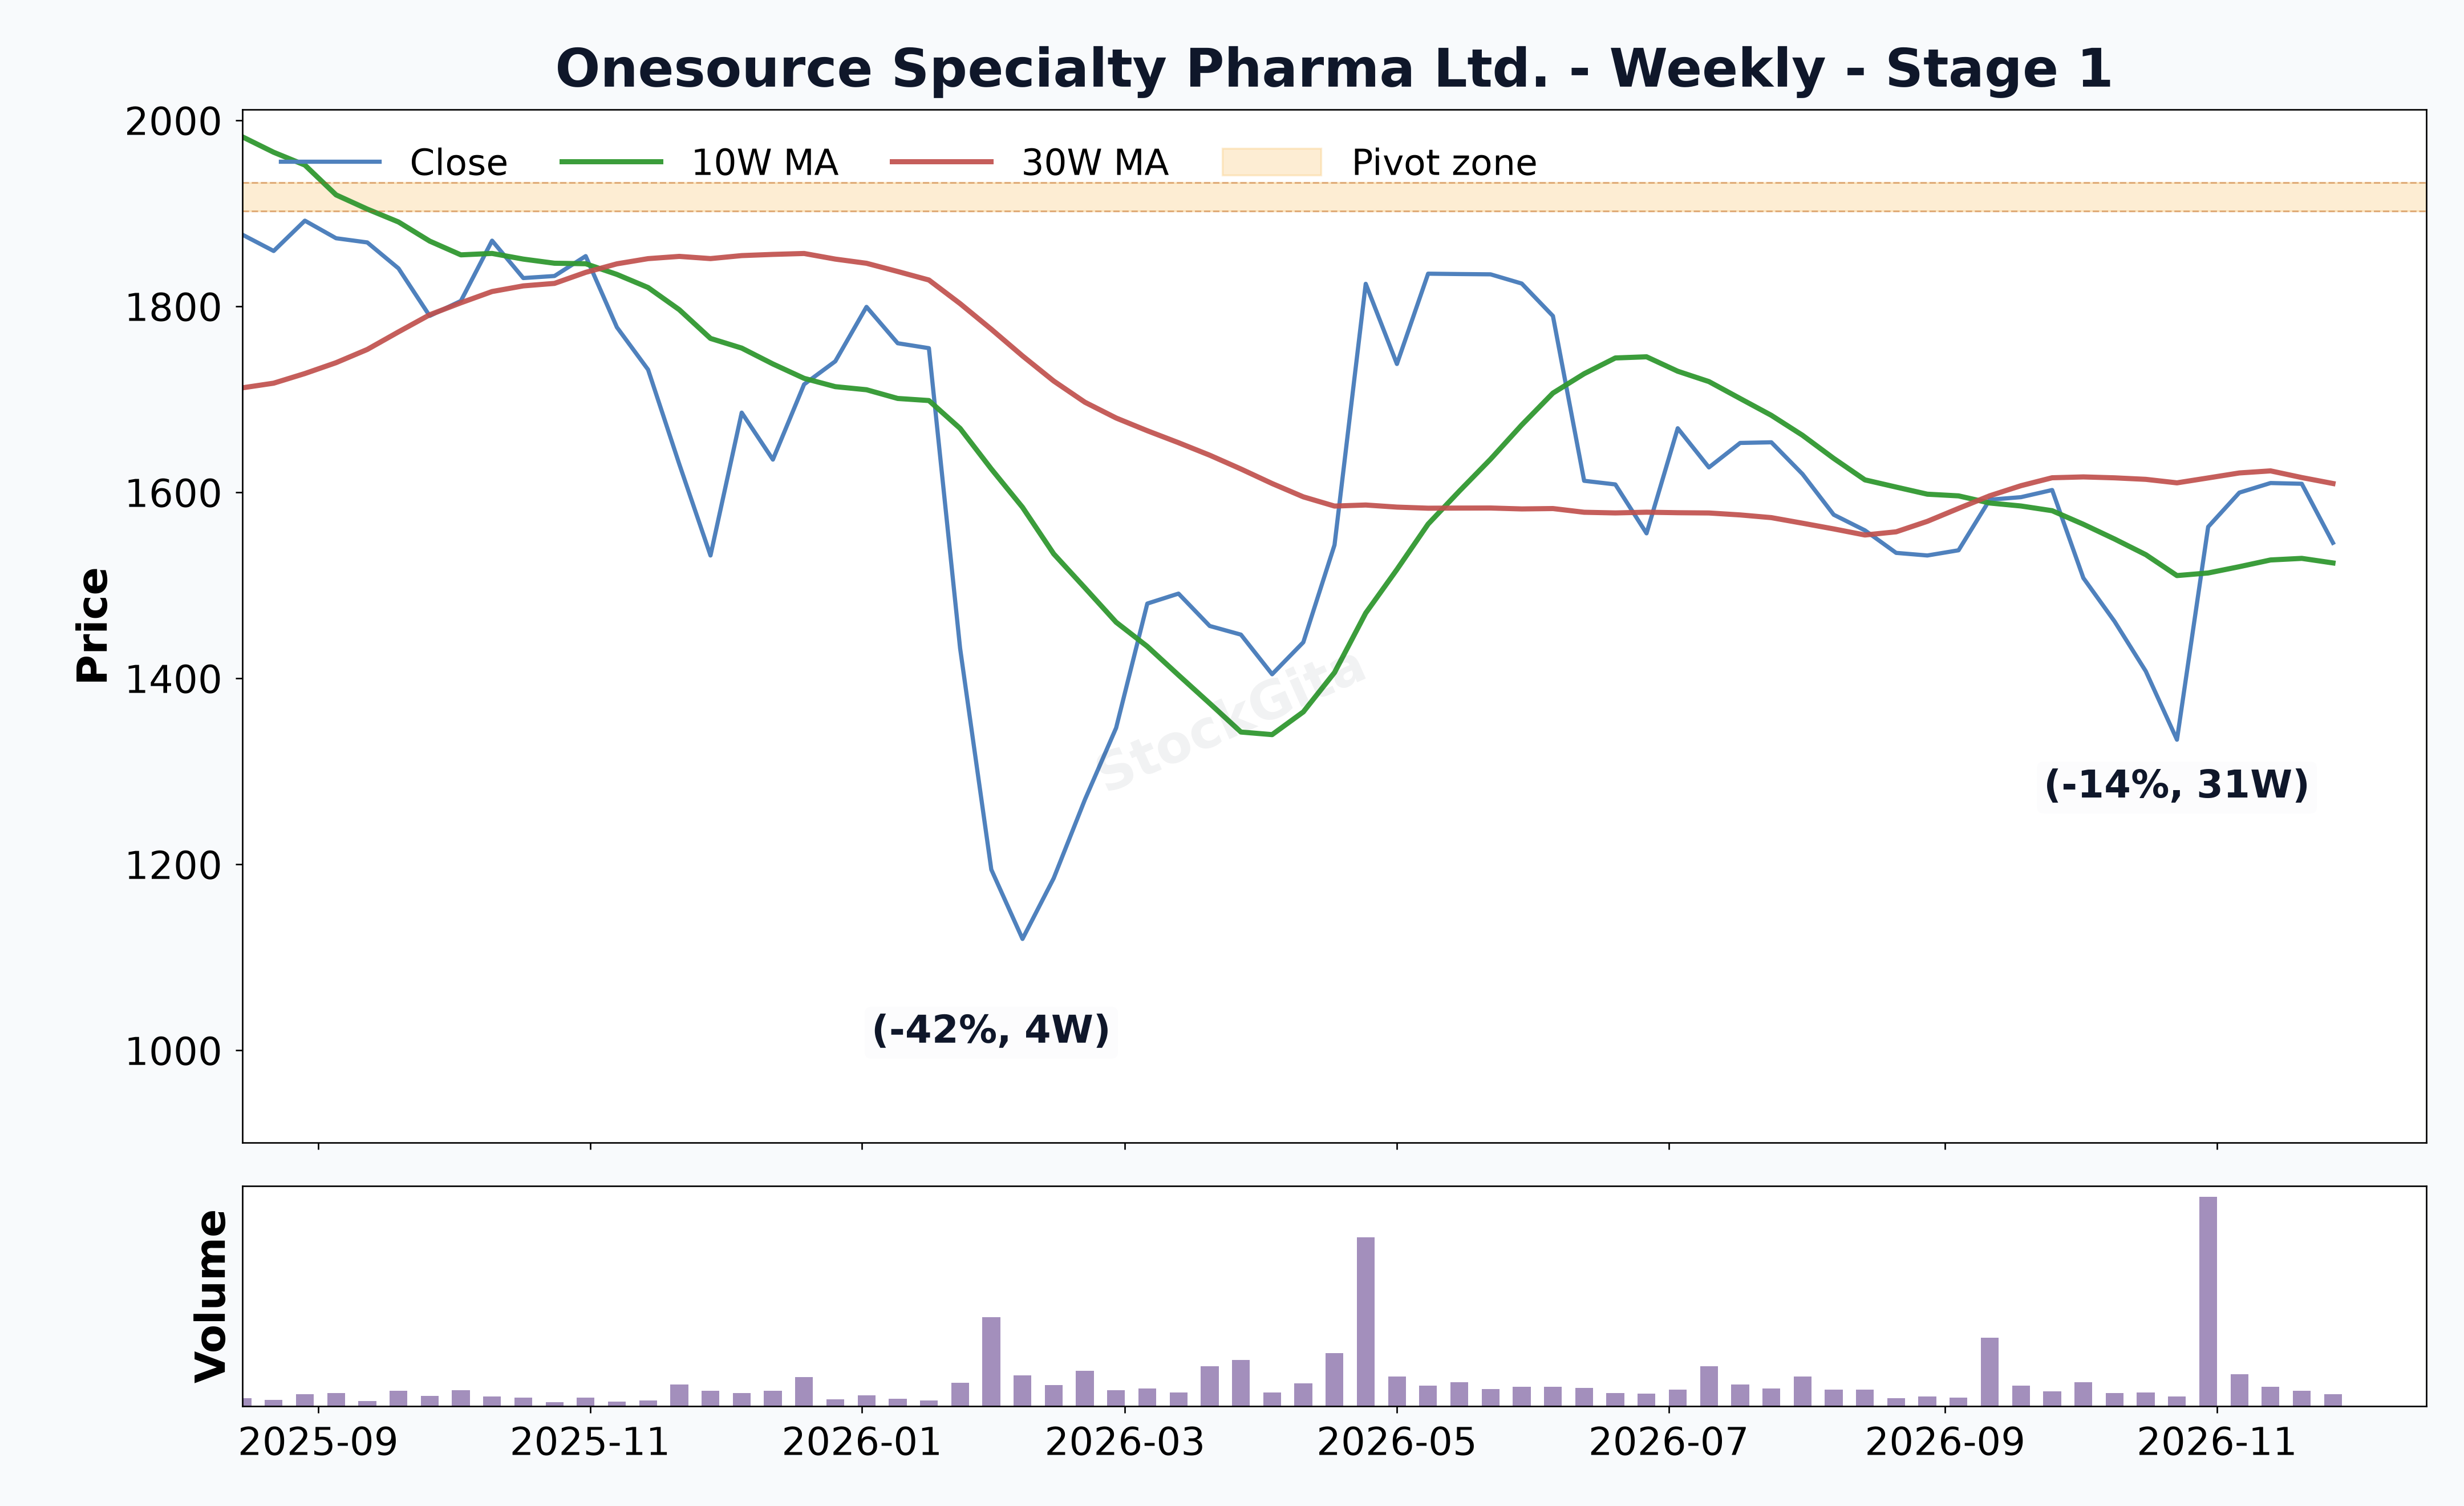 Onesource Specialty Pharma Ltd. - Weekly - Stage 1
Close 10W MA 30W MA Pivot zone
Price
2000
1800
1600
1400
1200
1000
StockGita
(-42%, 4W)
(-14%, 31W)
Volume
2025-09 2025-11 2026-01 2026-03 2026-05 2026-07 2026-09 2026-11